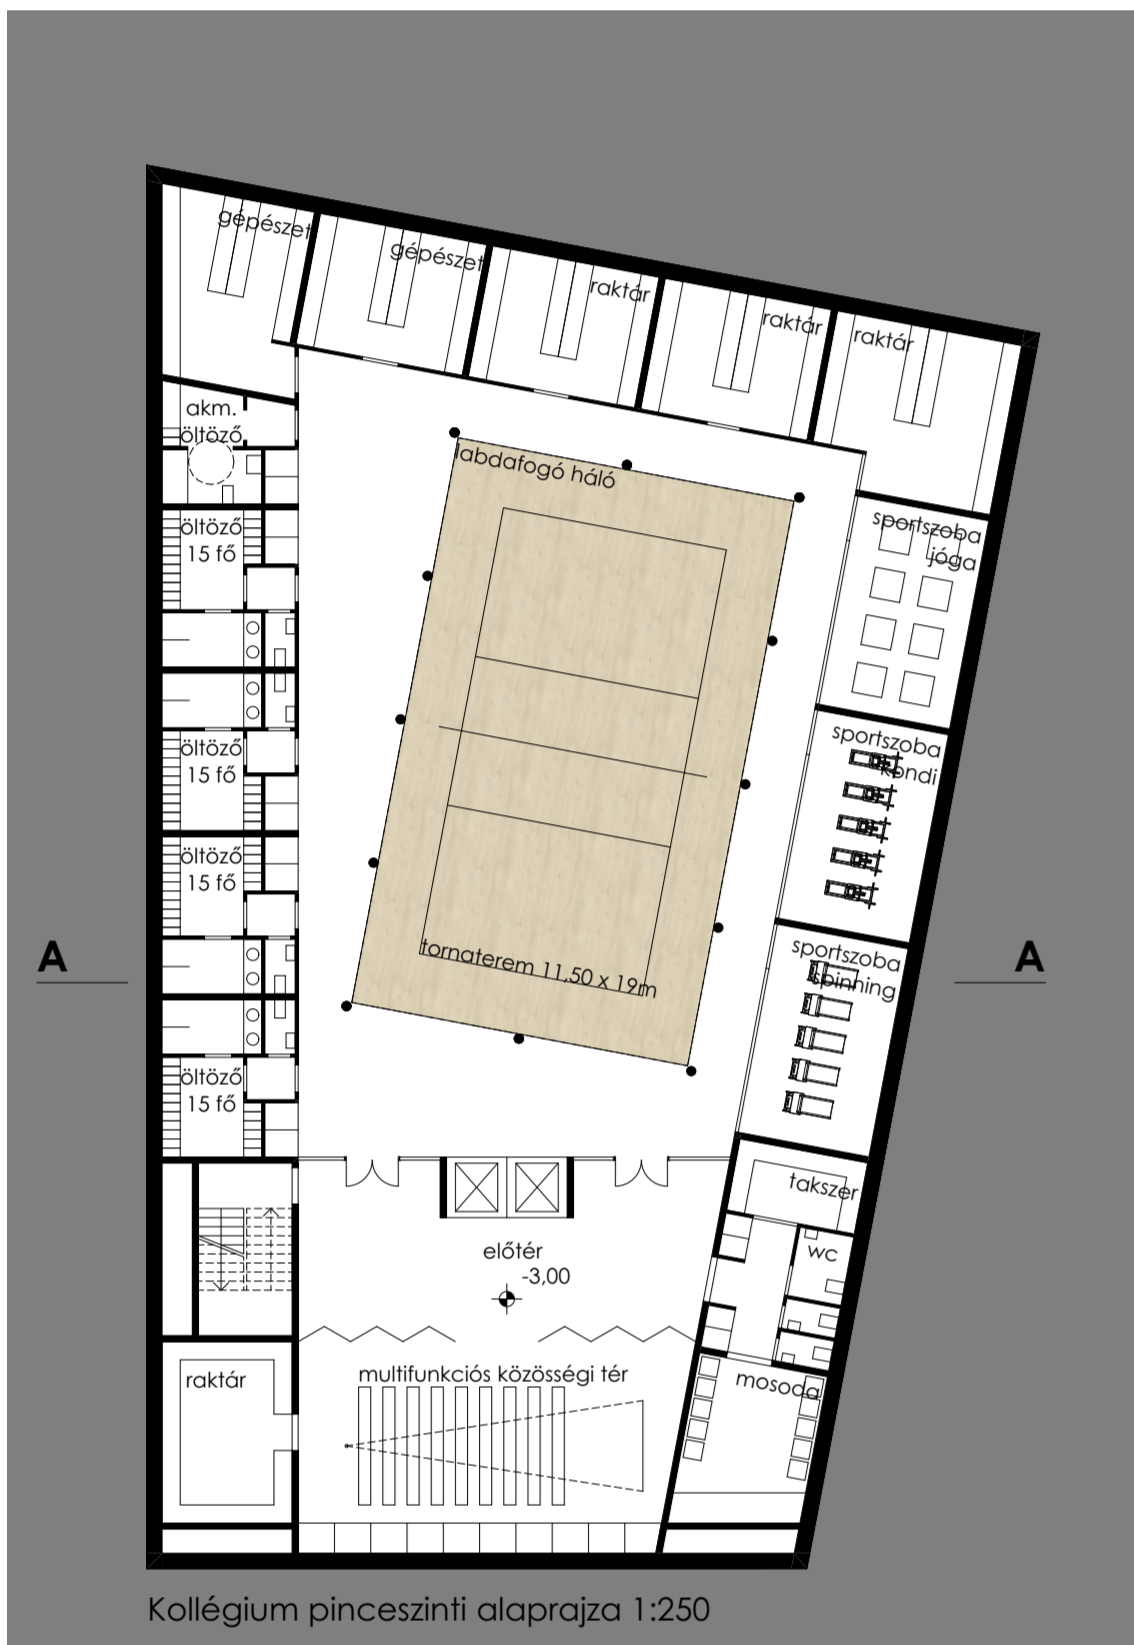 gépészet
gépészet
raktár
raktár
raktár
akm.
öltöző
labdafogó háló
öltöző
15 fő
sportszoba
jóga
öltöző
15 fő
sportszoba
kondi
öltöző
15 fő
A
A
sportszoba
spinning
tornaterem 11,50 x 19m
öltöző
15 fő
takszer
wc
előtér
-3,00
raktár
multifunkciós közösségi tér
mosoda
Kollégium pinceszinti alaprajza 1:250